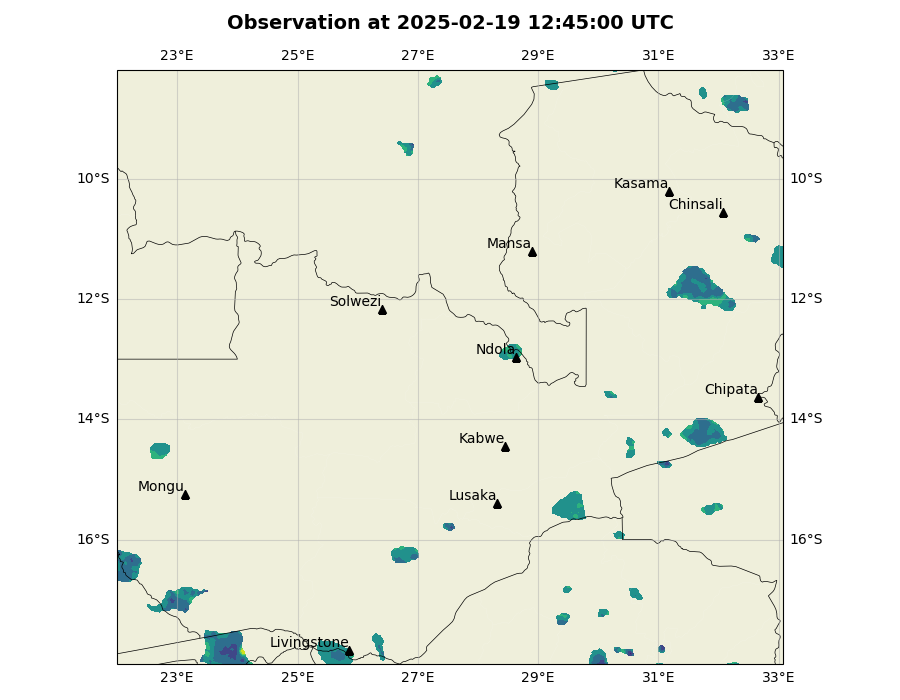 Observation at 2025-02-19 12:45:00 UTC
23°E 25°E 27°E 29°E 31°E 33°E
10°S 10°S
Kasama
Chinsali
Mansa
12°S 12°S
Solwezi
Ndola
Chipata
14°S 14°S
Kabwe
Mongu
Lusaka
16°S 16°S
Livingstone
23°E 25°E 27°E 29°E 31°E 33°E